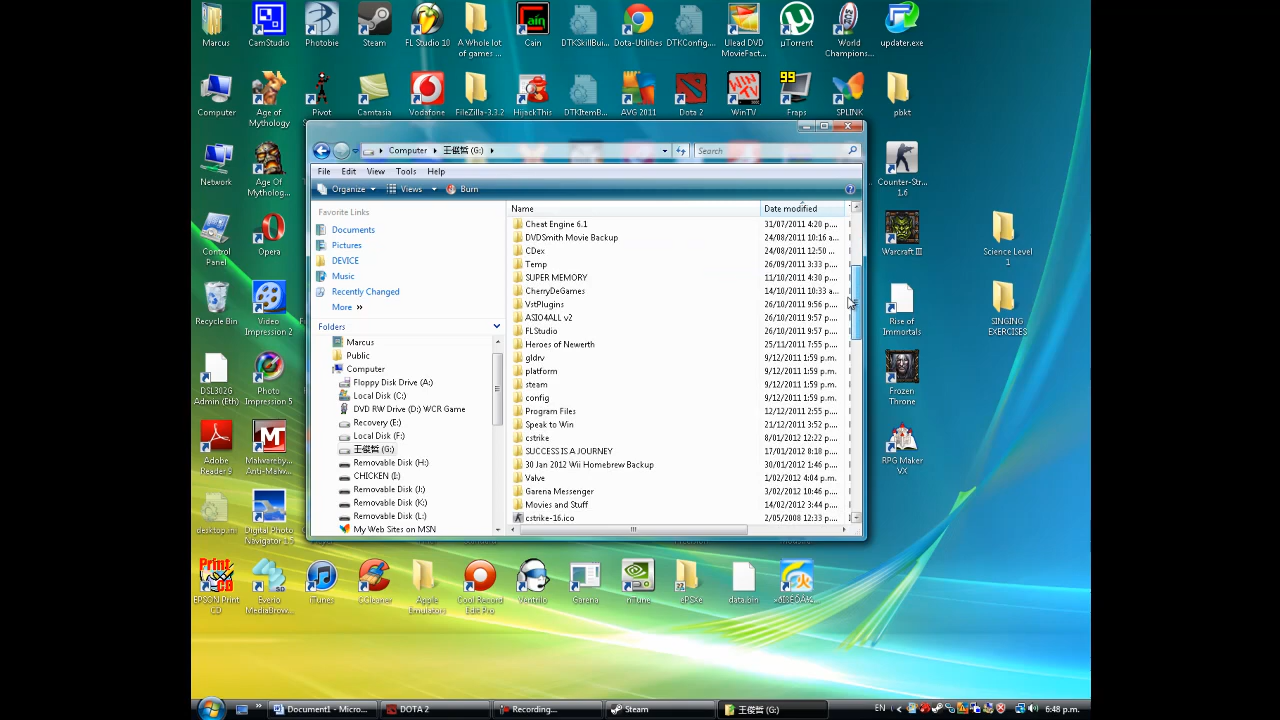 Marcus
CamStudio
Photobie
Steam
FL Studio 10
A Whole lot of games ...
Cain
DTKSkillBui...
Dota-Utilities
DTKConfig....
Ulead DVD MovieFact...
µTorrent
World Champions...
updater.exe
Computer
Age of Mythology
Pivot
Camtasia
Vodafone
FileZilla-3.3.2
HijackThis
DTKItemB...
AVG 2011
Dota 2
WinTV
Fraps
SPLINK
pbkt
Network
Age Of Mytholog...
Counter-Str... 1.6
Control Panel
Opera
Warcraft III
Science Level 1
Recycle Bin
Video Impression 2
Rise of Immortals
SINGING EXERCISES
DSL302G Admin (Eth)
Photo Impression 5
Frozen Throne
Adobe Reader 9
Malwareby... Anti-Malw...
RPG Maker VX
desktop.ini
Digital Photo Navigator 1.5
Computer
王俊皙 (G:)
Search
File Edit View Tools Help
Organize Views Burn
Favorite Links
Documents
Pictures
DEVICE
Music
Recently Changed
More »
Folders
Marcus
Public
Computer
Floppy Disk Drive (A:)
Local Disk (C:)
DVD RW Drive (D:) WCR Game
Recovery (E:)
Local Disk (F:)
王俊皙 (G:)
Removable Disk (H:)
CHICKEN (I:)
Removable Disk (J:)
Removable Disk (K:)
Removable Disk (L:)
My Web Sites on MSN
Name Date modified
Cheat Engine 6.1 31/07/2011 4:20 p....
DVDSmith Movie Backup 24/08/2011 10:16 a...
CDex 24/08/2011 12:50 ...
Temp 26/09/2011 3:33 p....
SUPER MEMORY 11/10/2011 4:30 p....
CherryDeGames 14/10/2011 10:33 a...
VstPlugins 26/10/2011 9:56 p....
ASIO4ALL v2 26/10/2011 9:57 p....
FLStudio 26/10/2011 9:57 p....
Heroes of Newerth 25/11/2011 7:55 p....
gldrv 9/12/2011 1:59 p.m.
platform 9/12/2011 1:59 p.m.
steam 9/12/2011 1:59 p.m.
config 9/12/2011 1:59 p.m.
Program Files 12/12/2011 2:55 p....
Speak to Win 21/12/2011 3:52 p....
cstrike 8/01/2012 12:22 p....
SUCCESS IS A JOURNEY 17/01/2012 8:18 p....
30 Jan 2012 Wii Homebrew Backup 30/01/2012 1:46 p....
Valve 1/02/2012 4:04 p.m.
Garena Messenger 3/02/2012 10:46 p....
Movies and Stuff 14/02/2012 3:44 p....
cstrike-16.ico 2/05/2008 12:33 p....
EPSON Print CD
Everio MediaBrow...
iTunes
CCleaner
Apple Emulators
Cool Record Edit Pro
Ventrilo
Garena
nTune
ePSXe
data.bin
Document1 - Micro...
DOTA 2
Recording...
Steam
王俊皙 (G:)
EN
6:48 p.m.